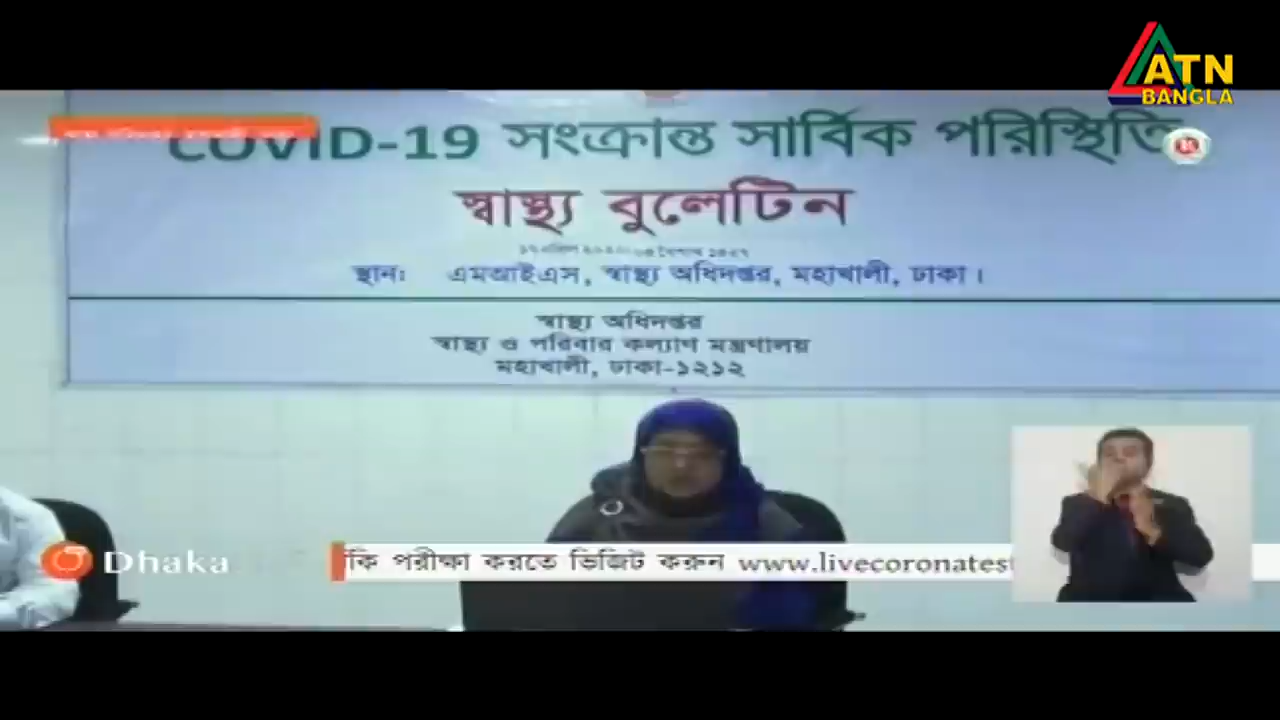 ATN
BANGLA
COVID-19 সংক্রান্ত সার্বিক পরিস্থিতি
স্বাস্থ্য বুলেটিন
স্থানঃ এমআইএস, স্বাস্থ্য অধিদপ্তর, মহাখালী, ঢাকা।
স্বাস্থ্য অধিদপ্তর
স্বাস্থ্য ও পরিবার কল্যাণ মন্ত্রণালয়
মহাখালী, ঢাকা-১২১২
Dhaka
কি পরীক্ষা করতে ভিজিট করুন www.livecoronatest